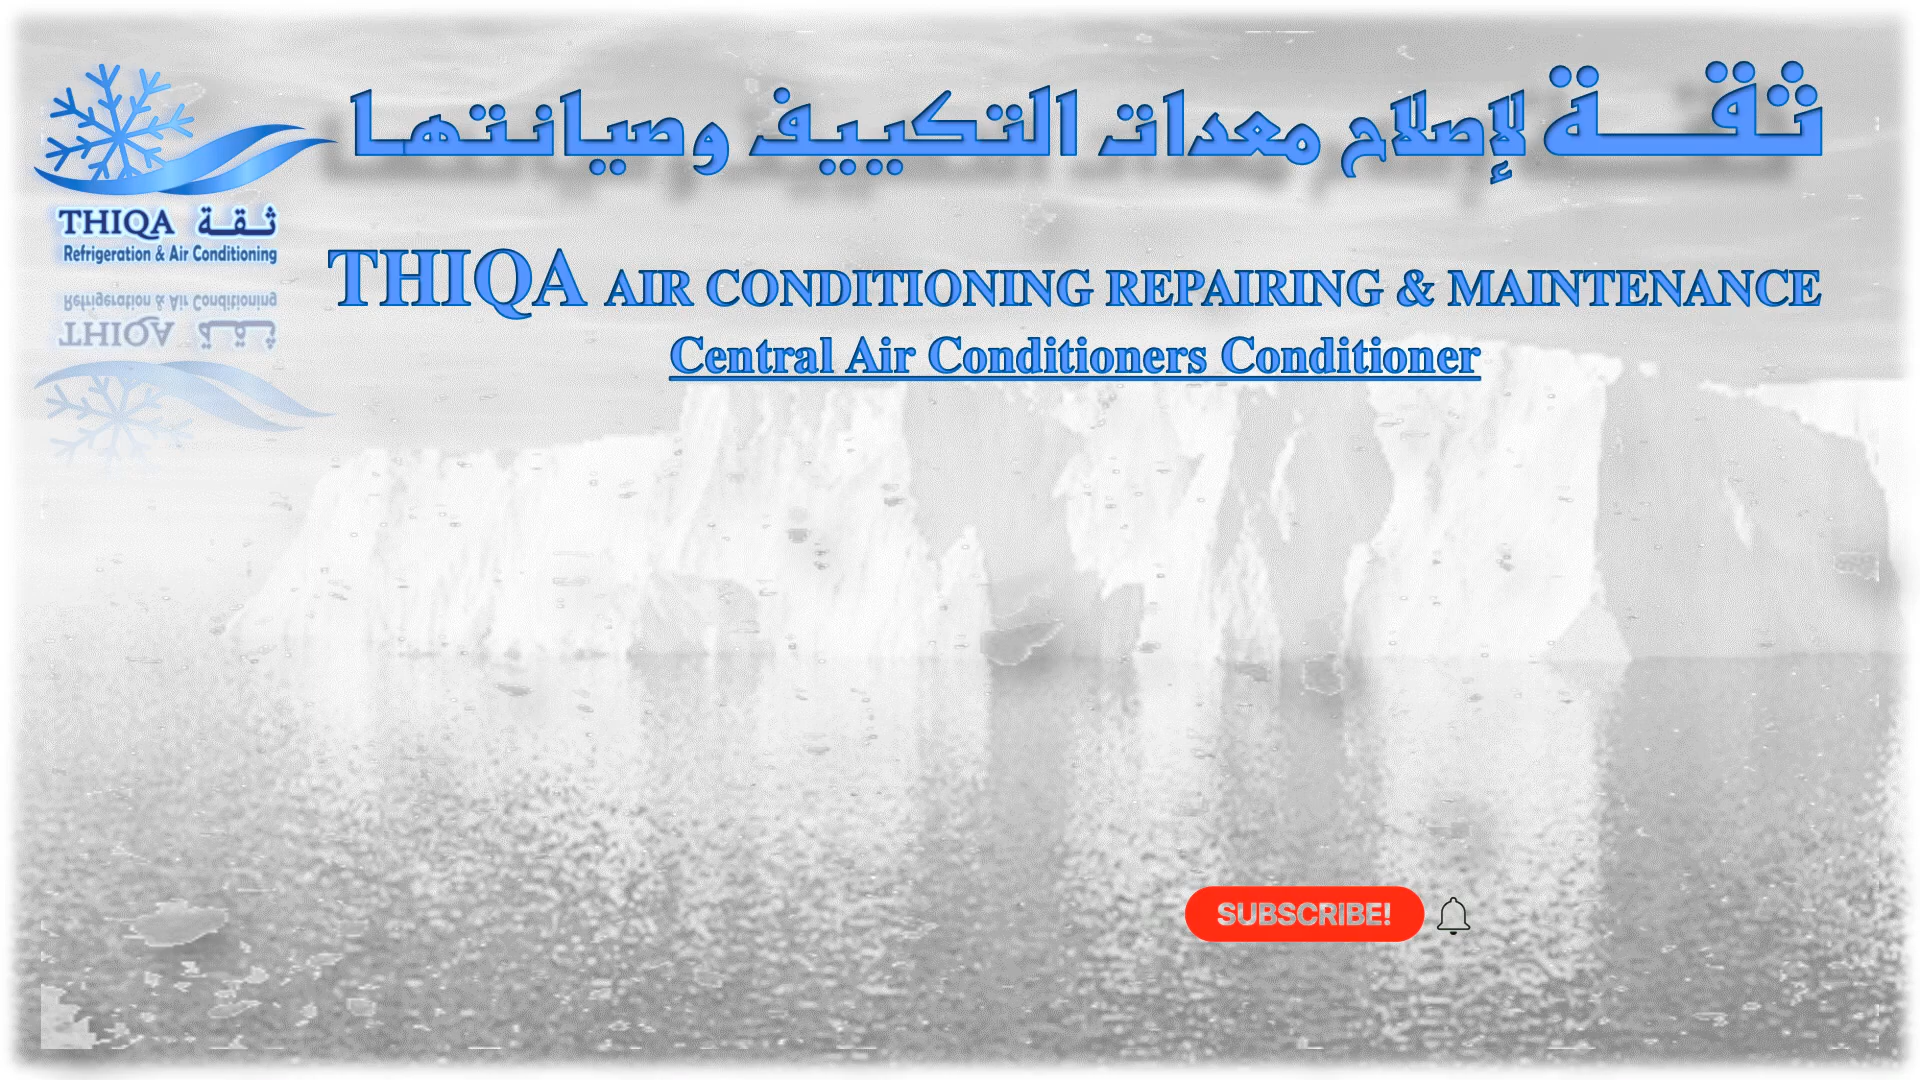 ثقة لإصلاح معدات التكييف وصيانتها
THIQA ثقة
Refrigeration & Air Conditioning
THIQA AIR CONDITIONING REPAIRING & MAINTENANCE
Central Air Conditioners Conditioner
SUBSCRIBE!